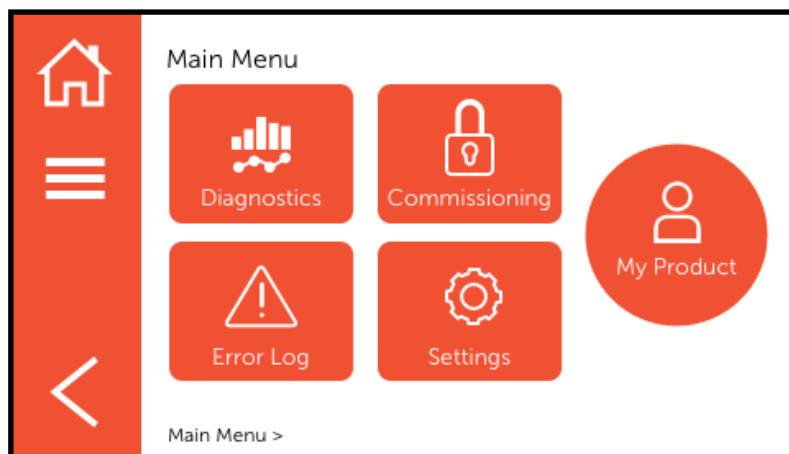 Main Menu
Diagnostics
Commissioning
My Product
Error Log
Settings
Main Menu >